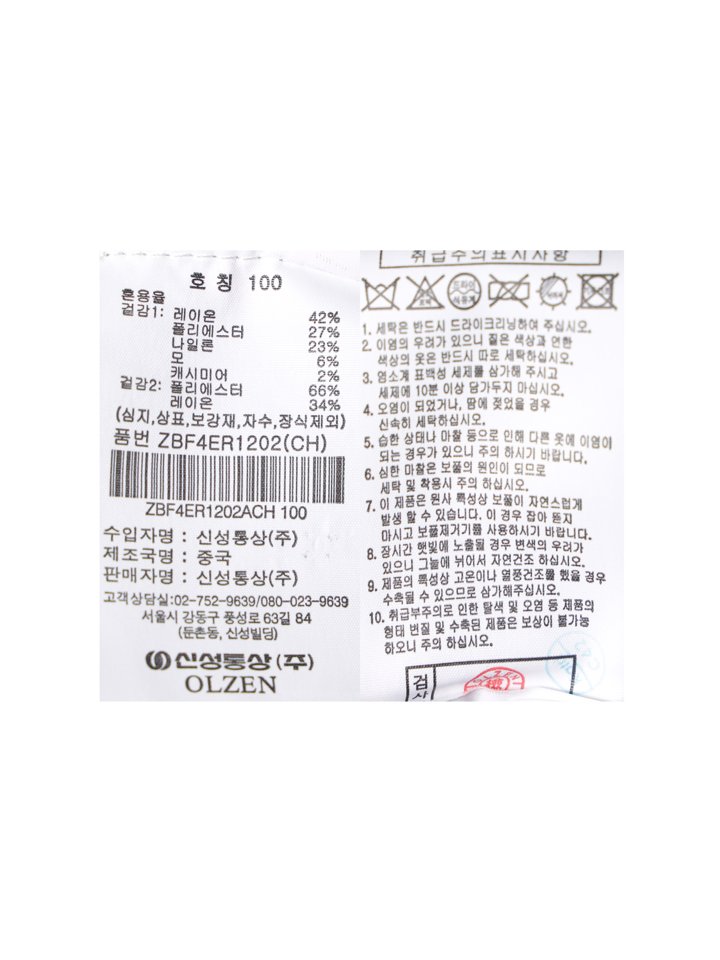 호 칭 100
혼용율
겉감1: 레이온 42%
폴리에스터 27%
나일론 23%
모 6%
캐시미어 2%
겉감2: 폴리에스터 66%
레이온 34%
(심지,상표,보강재,자수,장식제외)
품번 ZBF4ER1202(CH)
ZBF4ER1202ACH 100
수입자명 : 신성통상(주)
제조국명 : 중국
판매자명 : 신성통상(주)
고객상담실:02-752-9639/080-023-9639
서울시 강동구 풍성로 63길 84
(둔촌동, 신성빌딩)
신성통상(주)
OLZEN
취급주의표시사항
드라이
석유계
1. 세탁은 반드시 드라이크리닝하여 주십시오.
2. 이염의 우려가 있으니 짙은 색상과 연한
색상의 옷은 반드시 따로 세탁하십시오.
3. 염소계 표백성 세제를 삼가해 주시고
세제에 10분 이상 담가두지 마십시오.
4. 오염이 되었거나, 땀에 젖었을 경우
신속히 세탁하십시오.
5. 습한 상태나 마찰 등으로 인해 다른 옷에 이염이
되는 경우가 있으니 주의 하시기 바랍니다.
6. 심한 마찰은 보풀의 원인이 되므로
세탁 및 착용시 주의 하십시오.
7. 이 제품은 원사 특성상 보풀이 자연스럽게
발생 할 수 있습니다. 이 경우 잡아 뜯지
마시고 보풀제거기를 사용하시기 바랍니다.
8. 장시간 햇빛에 노출될 경우 변색의 우려가
있으니 그늘에 뉘어서 자연건조 하십시오.
9. 제품의 특성상 고온이나 열풍건조를 했을 경우
수축될 수 있으므로 삼가해주십시오.
10. 취급부주의로 인한 탈색 및 오염 등 제품의
형태 변질 및 수축된 제품은 보상이 불가능
하오니 주의 하십시오.
검